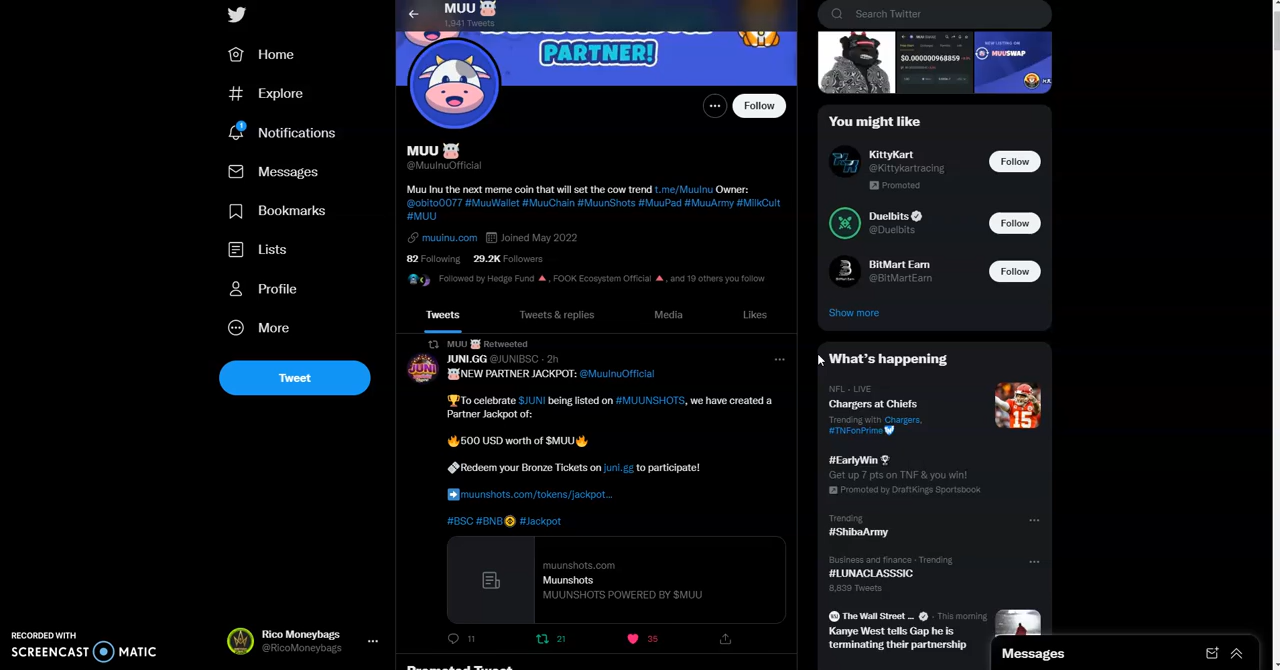 MUU
1,941 Tweets
Search Twitter
Home
Explore
Notifications
1
Messages
Bookmarks
Lists
Profile
More
Tweet
Rico Moneybags
@RicoMoneybags
RECORDED WITH
SCREENCAST MATIC
PARTNER!
Follow
MUU
@MuuInuOfficial
Muu Inu the next meme coin that will set the cow trend t.me/MuuInu Owner:
@obito0077 #MuuWallet #MuuChain #MuunShots #MuuPad #MuuArmy #MilkCult
#MUU
muuinu.com Joined May 2022
82 Following 29.2K Followers
Followed by Hedge Fund 🔺, FOOK Ecosystem Official 🔺, and 19 others you follow
Tweets
Tweets & replies
Media
Likes
MUU 🐮 Retweeted
JUNI.GG @JUNIBSC · 2h
🐮NEW PARTNER JACKPOT: @MuuInuOfficial
🏆To celebrate $JUNI being listed on #MUUNSHOTS, we have created a
Partner Jackpot of:
🔥500 USD worth of $MUU🔥
Redeem your Bronze Tickets on juni.gg to participate!
➡muunshots.com/tokens/jackpot...
#BSC #BNB #Jackpot
muunshots.com
Muunshots
MUUNSHOTS POWERED BY $MUU
11
21
35
Promoted Tweet
$0.000000968859
NEW LISTING ON
MUUSWAP
You might like
KittyKart
@Kittykartracing
Promoted
Follow
Duelbits
@Duelbits
Follow
BitMart Earn
@BitMartEarn
Follow
Show more
What's happening
NFL · LIVE
Chargers at Chiefs
Trending with Chargers,
#TNFonPrime
#EarlyWin 🏆
Get up 7 pts on TNF & you win!
Promoted by DraftKings Sportsbook
Trending
#ShibaArmy
Business and finance · Trending
#LUNACLASSSIC
8,839 Tweets
The Wall Street ... · This morning
Kanye West tells Gap he is
terminating their partnership
Messages